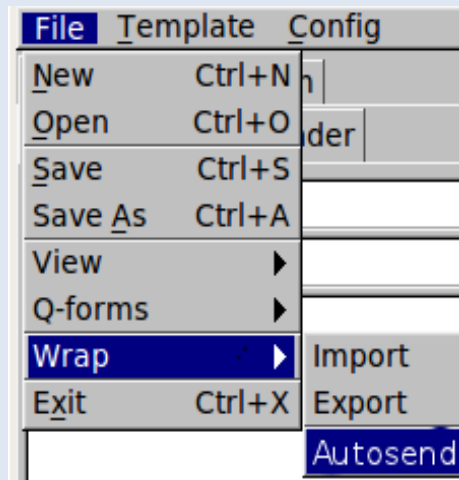 File Template Config
New Ctrl+N
Open Ctrl+O
Save Ctrl+S
Save As Ctrl+A
View
Q-forms
Wrap Import
Exit Ctrl+X Export
Autosend